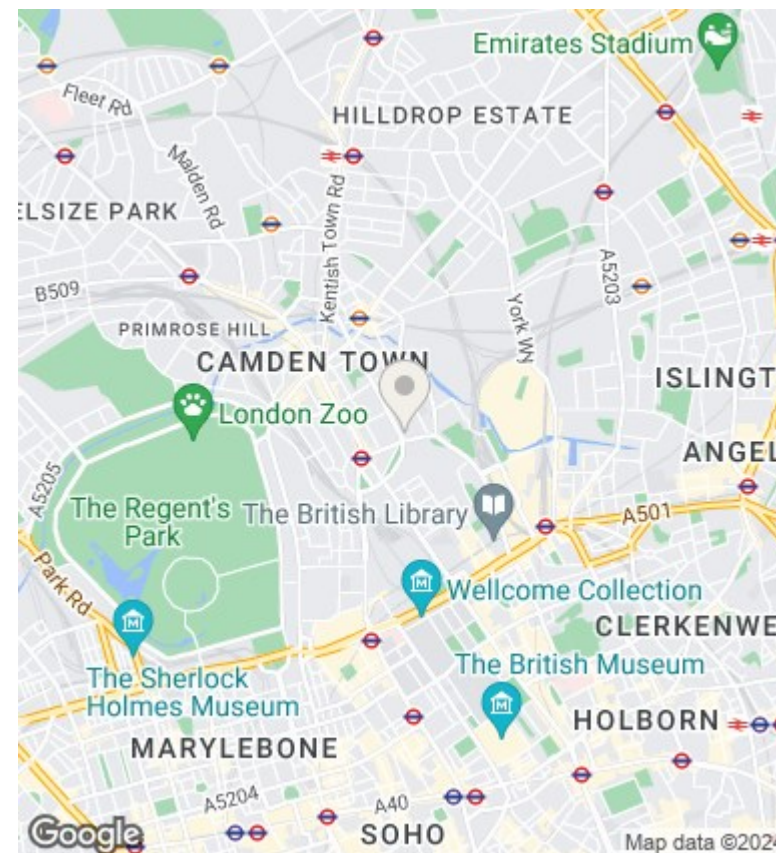 Emirates Stadium
Fleet Rd
HILLDROP ESTATE
Malden Rd
Kentish Town Rd
ELSIZE PARK
A5203
B509
York Wy
PRIMROSE HILL
CAMDEN TOWN
ISLINGT
London Zoo
ANGEL
A5205
The Regent's
Park
The British Library
A501
Park Rd
Wellcome Collection
CLERKENWE
The Sherlock
Holmes Museum
The British Museum
HOLBORN
MARYLEBONE
A5204
A40
SOHO
Google
Map data ©2024